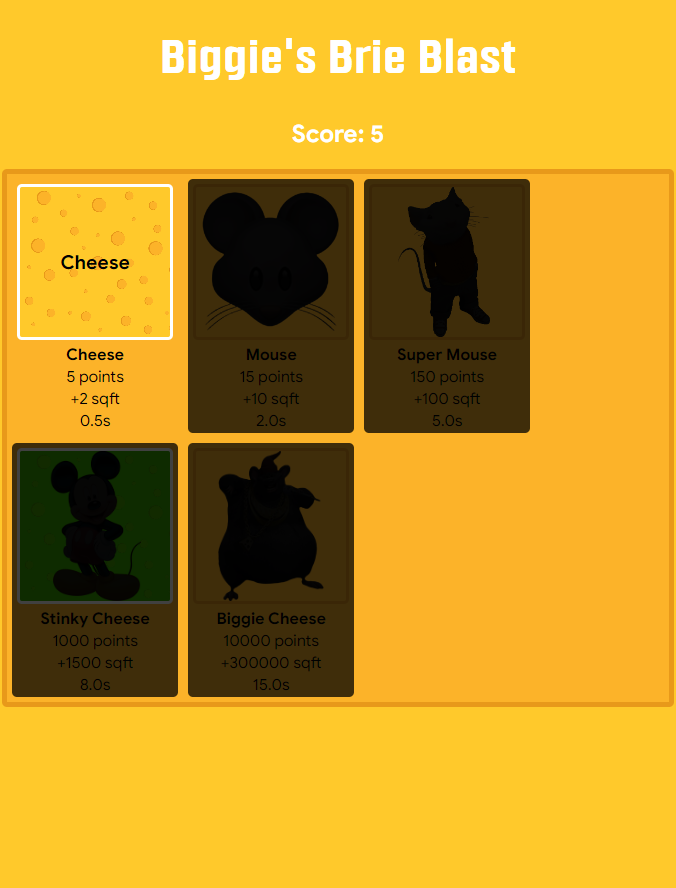 Biggie's Brie Blast
Score: 5
Cheese
Cheese
5 points
+2 sqft
0.5s
Mouse
15 points
+10 sqft
2.0s
Super Mouse
150 points
+100 sqft
5.0s
Stinky Cheese
1000 points
+1500 sqft
8.0s
Biggie Cheese
10000 points
+300000 sqft
15.0s